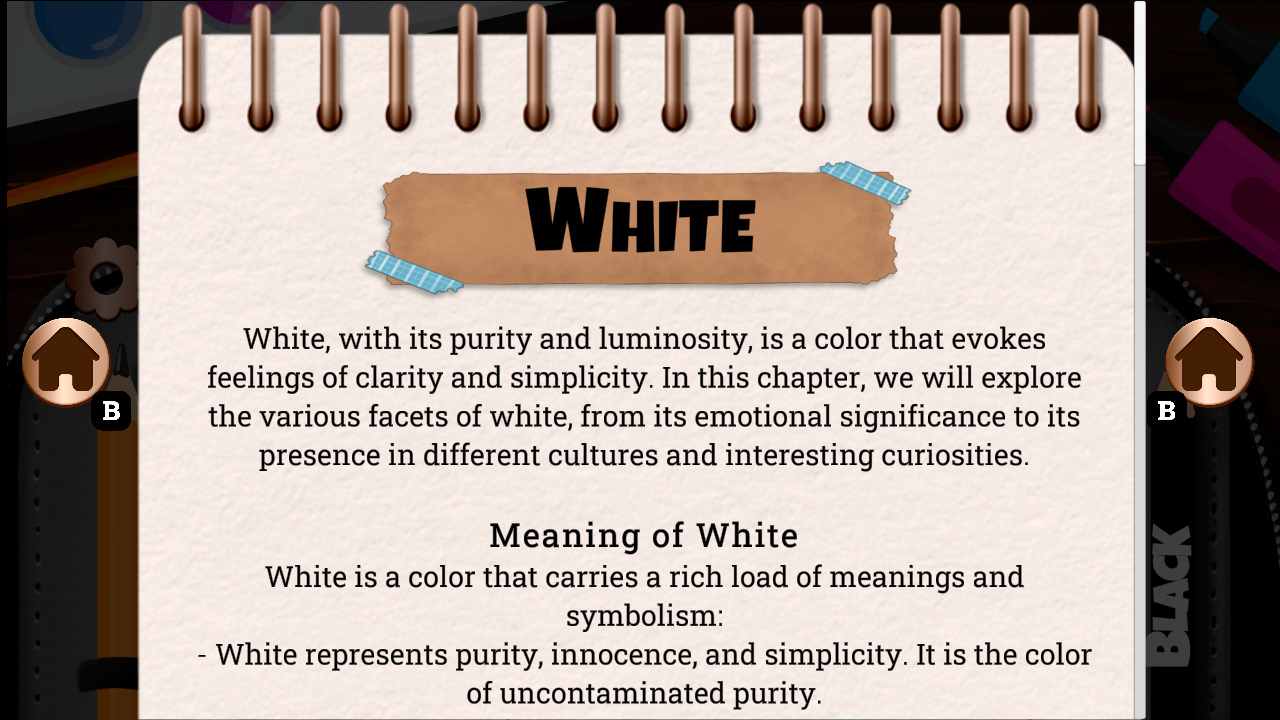 White
White, with its purity and luminosity, is a color that evokes
feelings of clarity and simplicity. In this chapter, we will explore
the various facets of white, from its emotional significance to its
presence in different cultures and interesting curiosities.
Meaning of White
White is a color that carries a rich load of meanings and
symbolism:
- White represents purity, innocence, and simplicity. It is the color
of uncontaminated purity.
B
B
BLACK